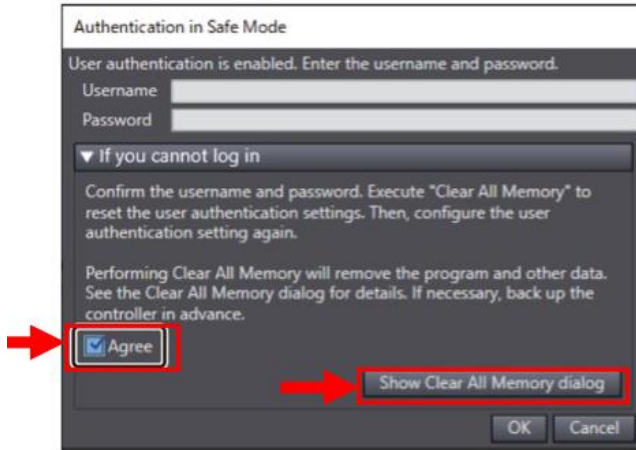 Authentication in Safe Mode
User authentication is enabled. Enter the username and password.
Username
Password
▼ If you cannot log in
Confirm the username and password. Execute "Clear All Memory" to
reset the user authentication settings. Then, configure the user
authentication setting again.
Performing Clear All Memory will remove the program and other data.
See the Clear All Memory dialog for details. If necessary, back up the
controller in advance.
Agree
Show Clear All Memory dialog
OK Cancel